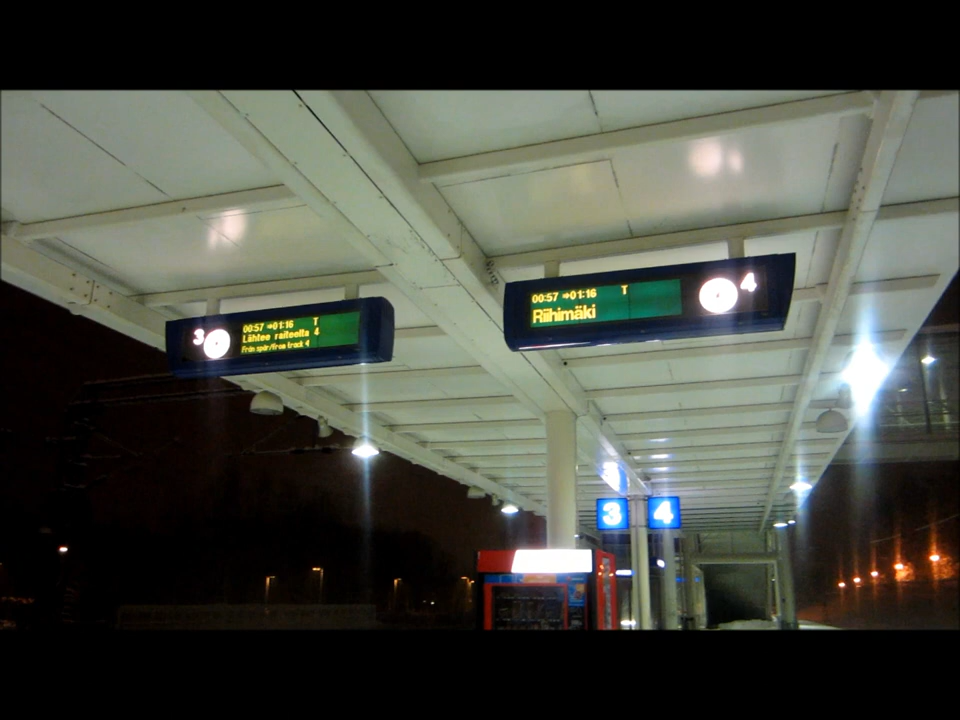 3
00:57 →01:16 T
Lähtee raiteelta 4
Från spår/from track 4
00:57 →01:16 T
Riihimäki
4
3
4